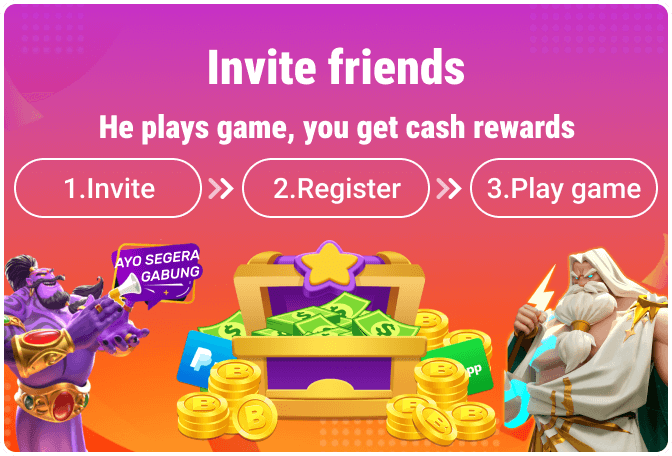 Invite friends
He plays game, you get cash rewards
1.Invite
2.Register
3.Play game
AYO SEGERA
GABUNG
P
pp
$
$
$
$
B
B
B
B
B
B